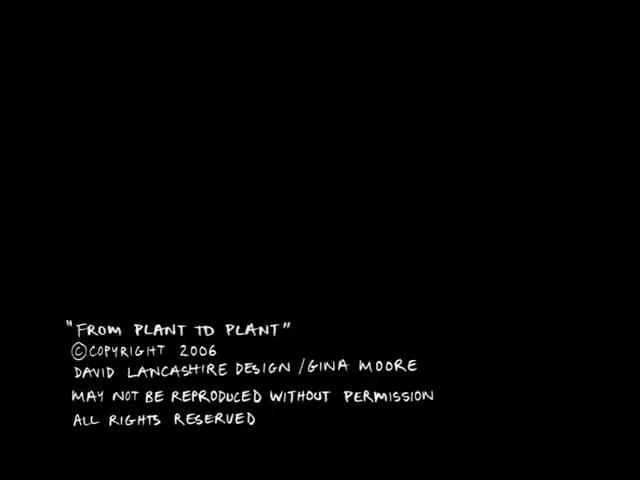 "FROM PLANT TO PLANT"
©COPYRIGHT 2006
DAVID LANCASHIRE DESIGN /GINA MOORE
MAY NOT BE REPRODUCED WITHOUT PERMISSION
ALL RIGHTS RESERVED